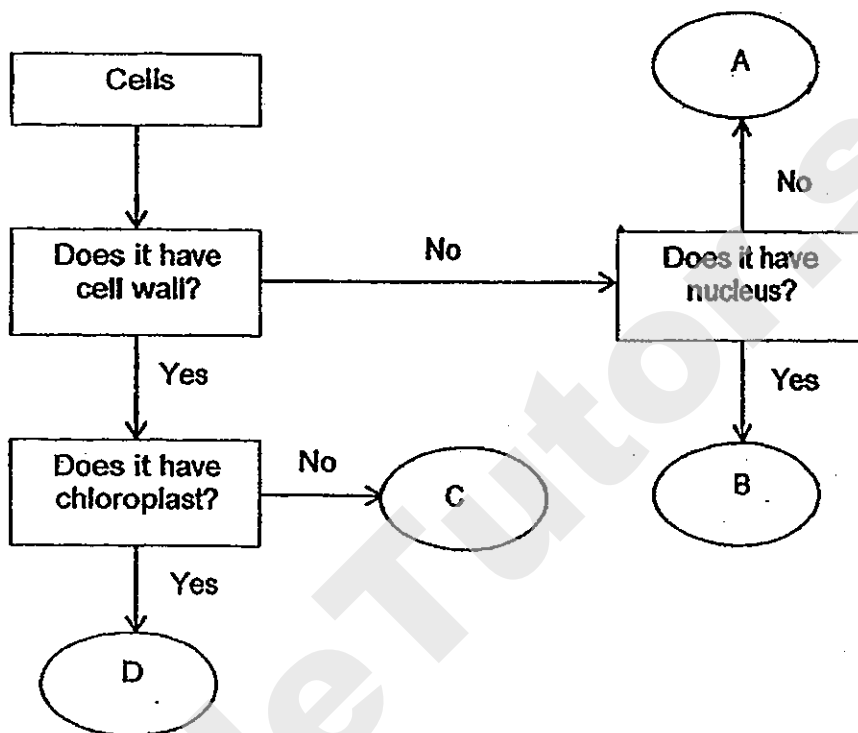 Cells
A
No
Does it have
cell wall?
No
Does it have
nucleus?
Yes
Yes
Does it have
chloroplast?
No
C
B
Yes
D